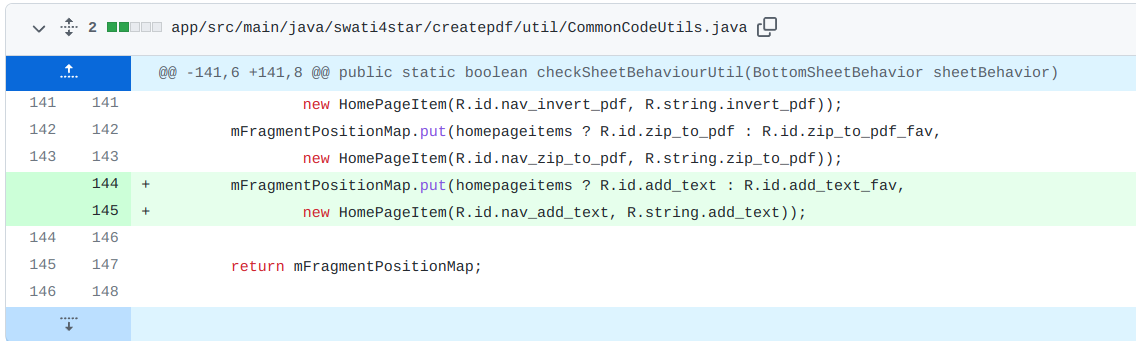 2 app/src/main/java/swati4star/createpdf/util/CommonCodeUtils.java
@@ -141,6 +141,8 @@ public static boolean checkSheetBehaviourUtil(BottomSheetBehavior sheetBehavior)
141 141 new HomePageItem(R.id.nav_invert_pdf, R.string.invert_pdf));
142 142 mFragmentPositionMap.put(homepageitems ? R.id.zip_to_pdf : R.id.zip_to_pdf_fav,
143 143 new HomePageItem(R.id.nav_zip_to_pdf, R.string.zip_to_pdf));
144 + mFragmentPositionMap.put(homepageitems ? R.id.add_text : R.id.add_text_fav,
145 + new HomePageItem(R.id.nav_add_text, R.string.add_text));
144 146
145 147 return mFragmentPositionMap;
146 148